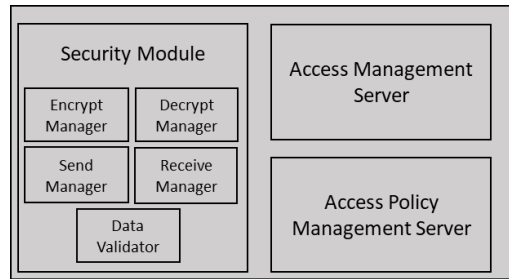 Security Module
Encrypt
Manager
Decrypt
Manager
Send
Manager
Receive
Manager
Data
Validator
Access Management
Server
Access Policy
Management Server